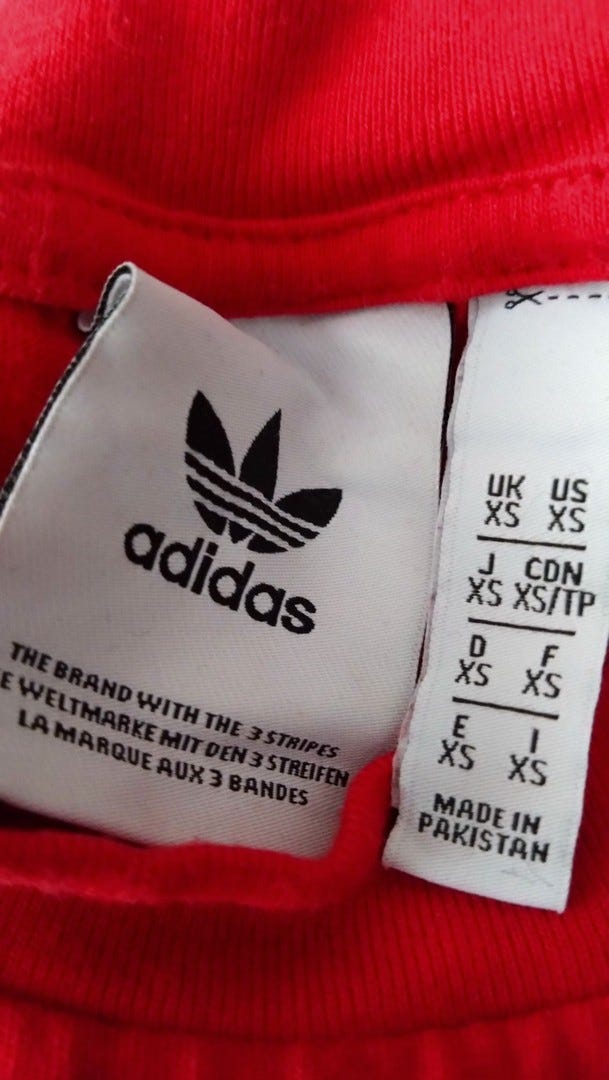 adidas
THE BRAND WITH THE 3 STRIPES
E WELTMARKE MIT DEN 3 STREIFEN
LA MARQUE AUX 3 BANDES
UK US
XS XS
J CDN
XS XS/TP
D F
XS XS
E I
XS XS
MADE IN
PAKISTAN